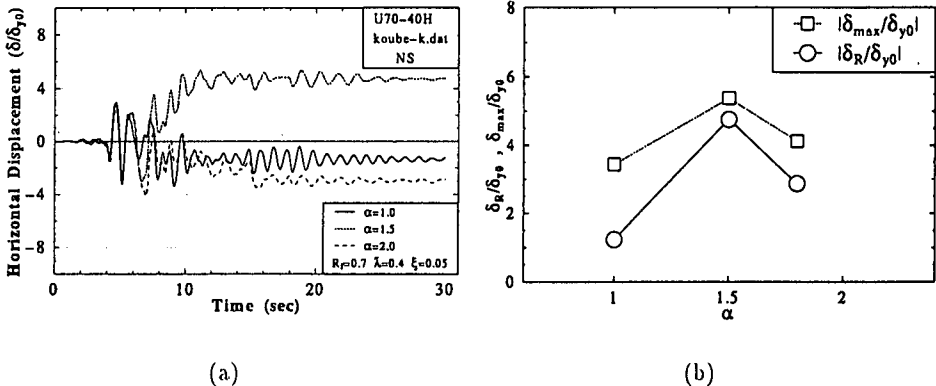 Horizontal Displacement (δ/δy0)
8
4
0
−4
−8
U70-40H
koube-k.dat
NS
α=1.0
α=1.5
α=2.0
Rf=0.7 λ̄=0.4 ξ=0.05
0 10 20 30
Time (sec)
(a)
δR/δy0 , δmax/δy0
8
6
4
2
0
|δmax/δy0|
|δR/δy0|
1 1.5 2
α
(b)